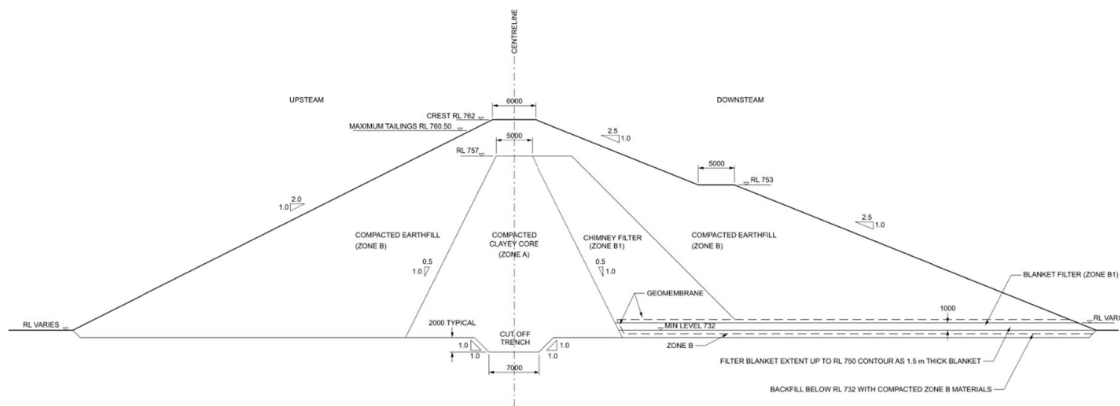 CENTRELINE
UPSTEAM
DOWNSTEAM
6000
CREST RL 762
MAXIMUM TAILINGS RL 760.50
2.5
1.0
5000
RL 757
5000
RL 753
2.0
1.0
2.5
1.0
COMPACTED EARTHFILL
(ZONE B)
COMPACTED
CLAYEY CORE
(ZONE A)
CHIMNEY FILTER
(ZONE B1)
COMPACTED EARTHFILL
(ZONE B)
0.5
1.0
0.5
1.0
BLANKET FILTER (ZONE B1)
GEOMEMBRANE
1000
RL VARIES
2000 TYPICAL
CUT OFF
TRENCH
MIN LEVEL 732
RL VARI
1.0
1.0
1.0
1.0
ZONE B
FILTER BLANKET EXTENT UP TO RL 750 CONTOUR AS 1.5 m THICK BLANKET
7000
BACKFILL BELOW RL 732 WITH COMPACTED ZONE B MATERIALS